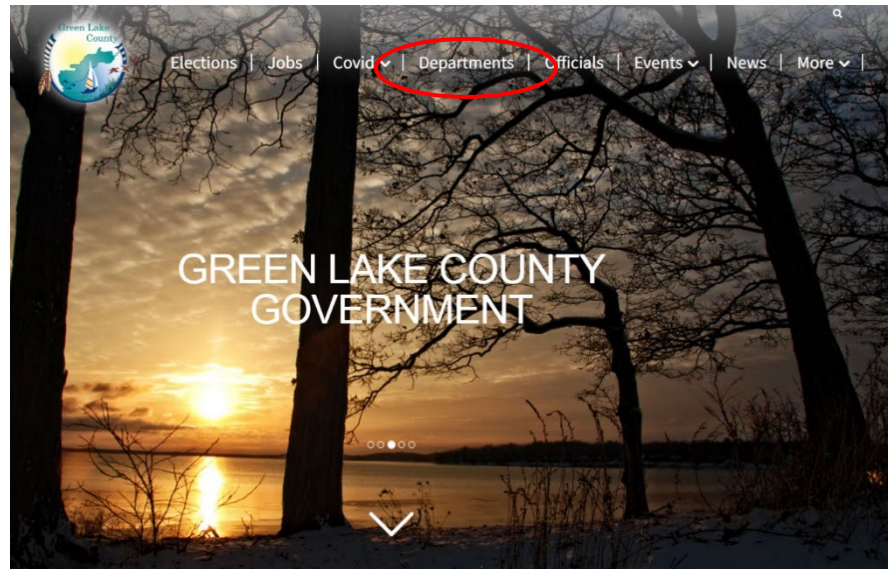 Green Lake
County
Elections | Jobs | Covid | Departments | Officials | Events | News | More |
GREEN LAKE COUNTY
GOVERNMENT